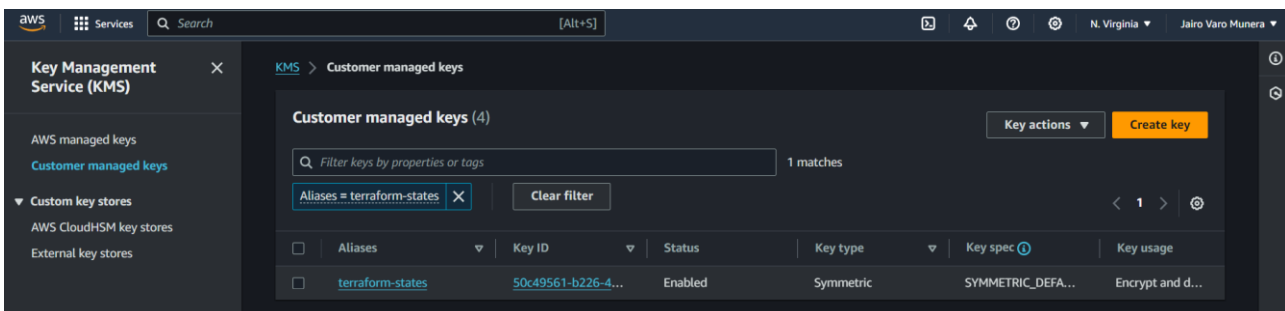 aws Services Search [Alt+S] N. Virginia Jairo Varo Munera
Key Management
Service (KMS)
AWS managed keys
Customer managed keys
Custom key stores
AWS CloudHSM key stores
External key stores
KMS > Customer managed keys
Customer managed keys (4)
Key actions Create key
Filter keys by properties or tags 1 matches
Aliases = terraform-states Clear filter
1
Aliases Key ID Status Key type Key spec Key usage
terraform-states 50c49561-b226-4... Enabled Symmetric SYMMETRIC_DEFA... Encrypt and d...